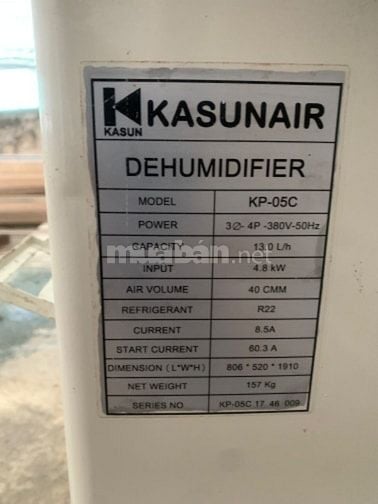 KASUN
KASUNAIR
DEHUMIDIFIER
MODEL KP-05C
POWER 3∅- 4P -380V-50Hz
CAPACITY 13.0 L/h
muabán.net
INPUT 4.8 kW
AIR VOLUME 40 CMM
REFRIGERANT R22
CURRENT 8.5A
START CURRENT 60.3 A
DIMENSION ( L*W*H ) 806 * 520 * 1910
NET WEIGHT 157 Kg
SERIES NO KP-05C 17 46 009